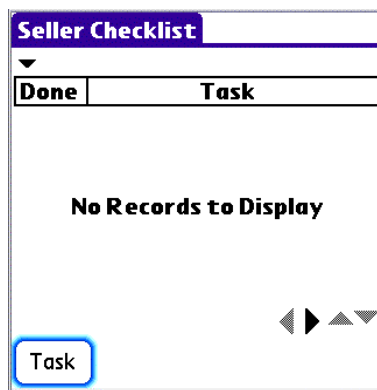 Seller Checklist
Done Task
No Records to Display
Task